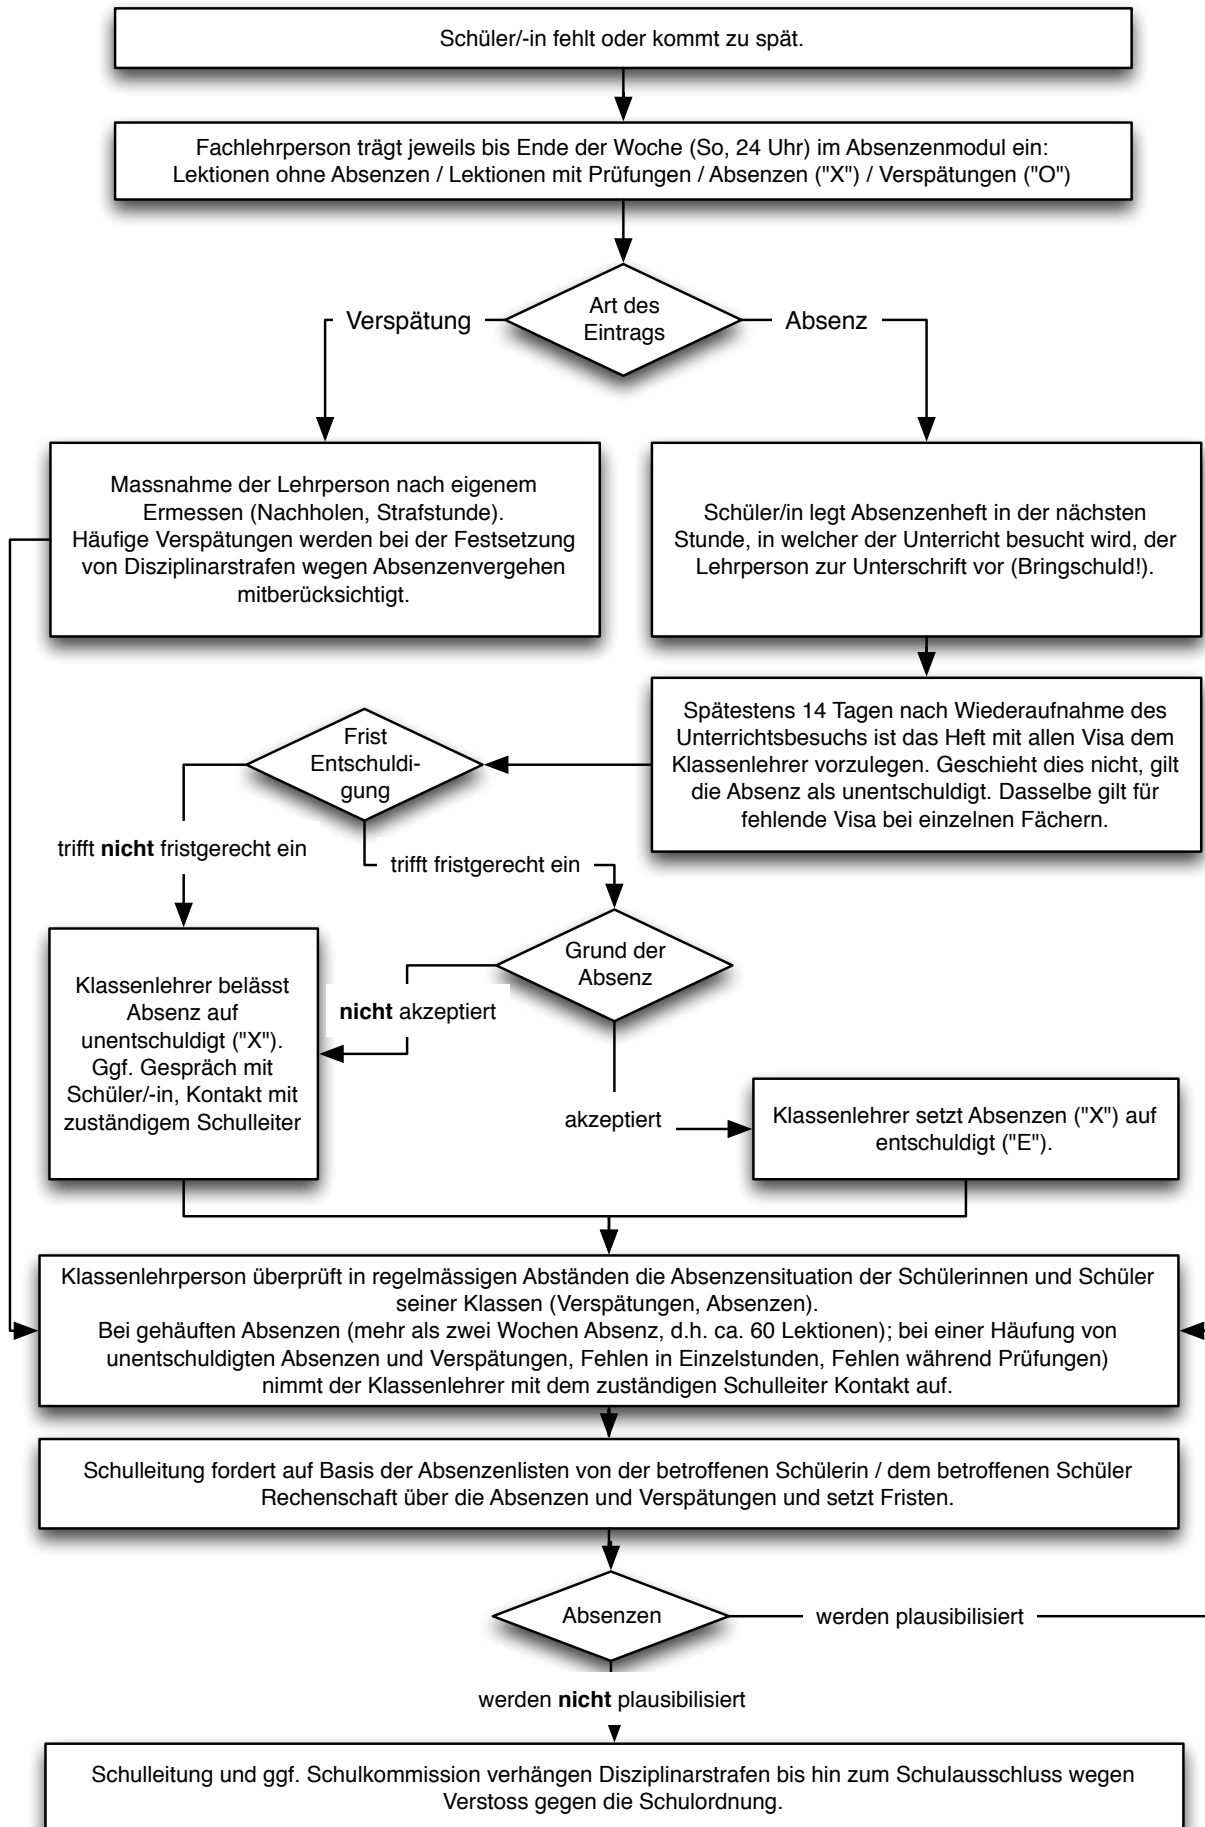 Schüler/-in fehlt oder kommt zu spät.
Fachlehrperson trägt jeweils bis Ende der Woche (So, 24 Uhr) im Absenzenmodul ein:
Lektionen ohne Absenzen / Lektionen mit Prüfungen / Absenzen ("X") / Verspätungen ("O")
Art des
Eintrags
Verspätung
Absenz
Massnahme der Lehrperson nach eigenem
Ermessen (Nachholen, Strafstunde).
Häufige Verspätungen werden bei der Festsetzung
von Disziplinarstrafen wegen Absenzenvergehen
mitberücksichtigt.
Schüler/in legt Absenzenheft in der nächsten
Stunde, in welcher der Unterricht besucht wird, der
Lehrperson zur Unterschrift vor (Bringschuld!).
Spätestens 14 Tagen nach Wiederaufnahme des
Unterrichtsbesuchs ist das Heft mit allen Visa dem
Klassenlehrer vorzulegen. Geschieht dies nicht, gilt
die Absenz als unentschuldigt. Dasselbe gilt für
fehlende Visa bei einzelnen Fächern.
Frist
Entschuldi-
gung
trifft nicht fristgerecht ein
trifft fristgerecht ein
Grund der
Absenz
nicht akzeptiert
Klassenlehrer belässt
Absenz auf
unentschuldigt ("X").
Ggf. Gespräch mit
Schüler/-in, Kontakt mit
zuständigem Schulleiter
akzeptiert
Klassenlehrer setzt Absenzen ("X") auf
entschuldigt ("E").
Klassenlehrperson überprüft in regelmässigen Abständen die Absenzensituation der Schülerinnen und Schüler
seiner Klassen (Verspätungen, Absenzen).
Bei gehäuften Absenzen (mehr als zwei Wochen Absenz, d.h. ca. 60 Lektionen); bei einer Häufung von
unentschuldigten Absenzen und Verspätungen, Fehlen in Einzelstunden, Fehlen während Prüfungen)
nimmt der Klassenlehrer mit dem zuständigen Schulleiter Kontakt auf.
Schulleitung fordert auf Basis der Absenzenlisten von der betroffenen Schülerin / dem betroffenen Schüler
Rechenschaft über die Absenzen und Verspätungen und setzt Fristen.
Absenzen
werden plausibilisiert
werden nicht plausibilisiert
Schulleitung und ggf. Schulkommission verhängen Disziplinarstrafen bis hin zum Schulausschluss wegen
Verstoss gegen die Schulordnung.